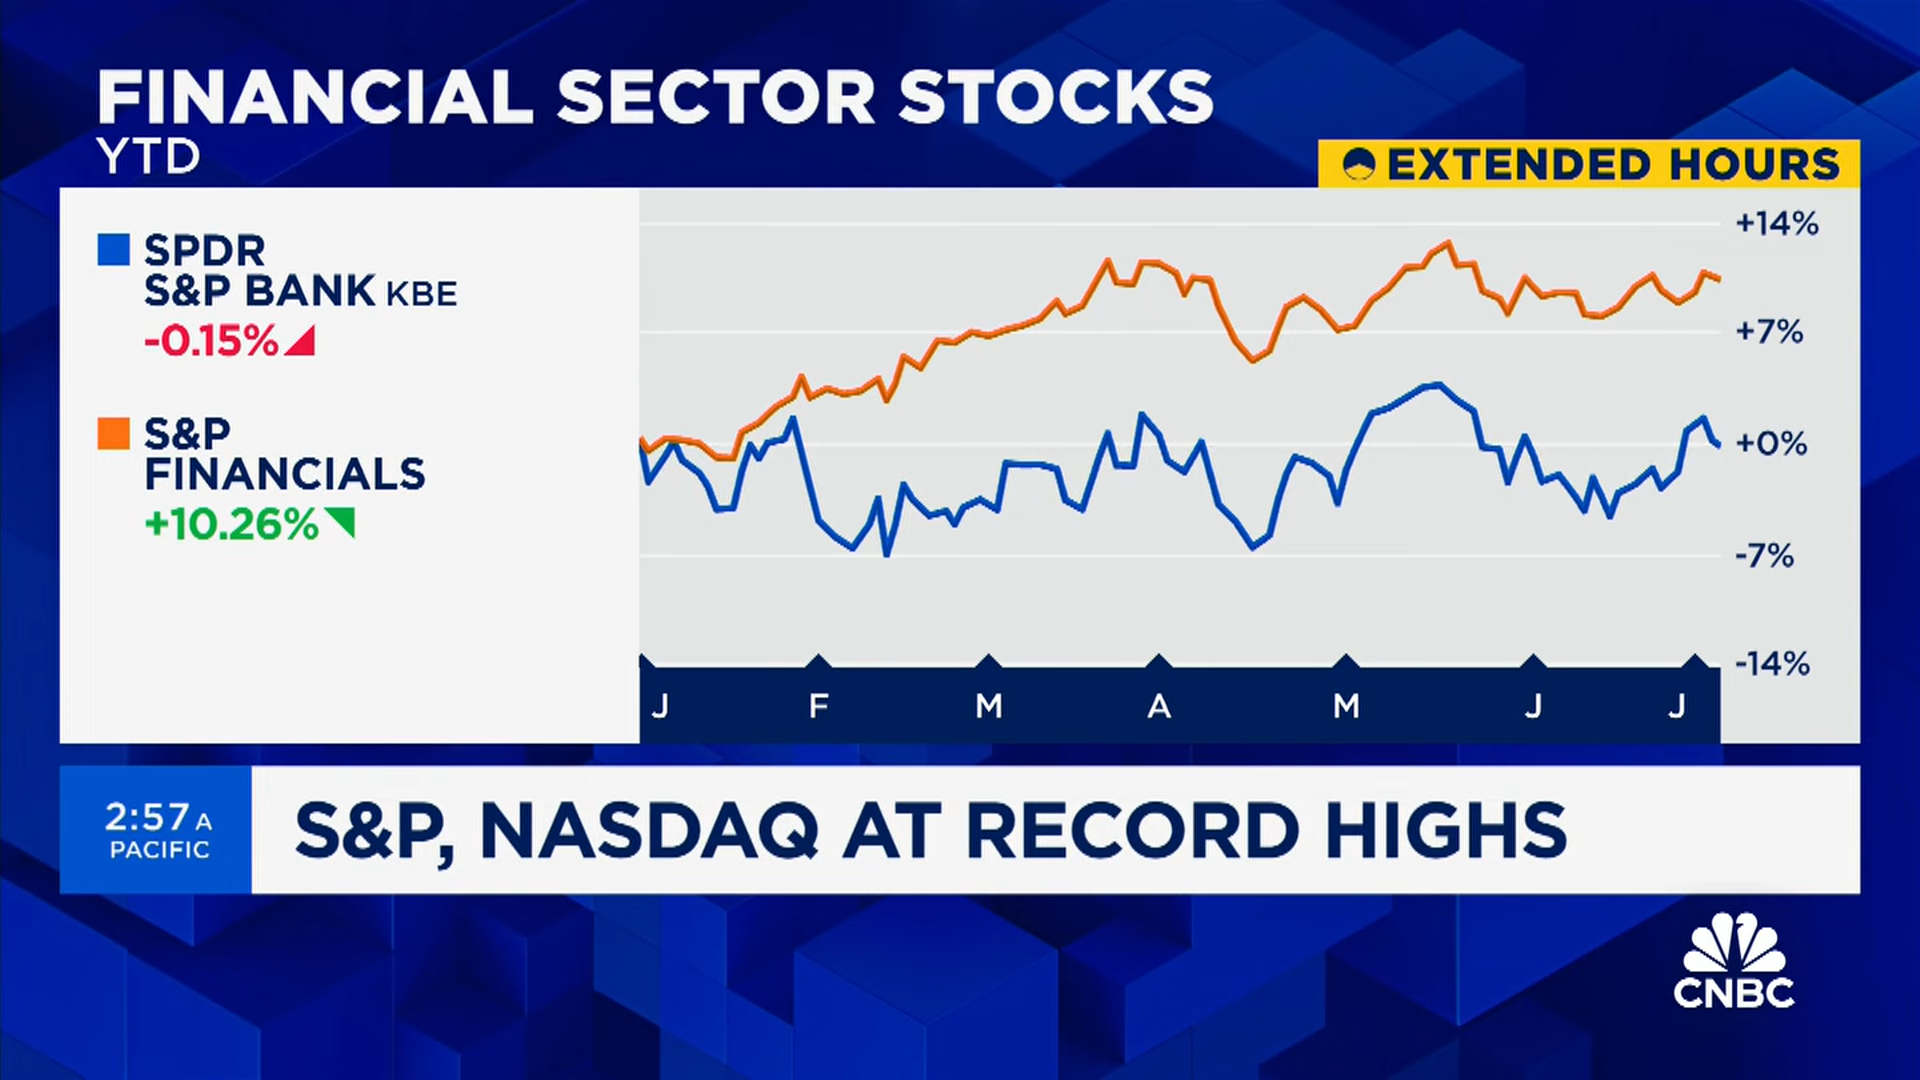 FINANCIAL SECTOR STOCKS
YTD
EXTENDED HOURS
SPDR
S&P BANK KBE
-0.15%
S&P
FINANCIALS
+10.26%
+14%
+7%
+0%
-7%
-14%
J F M A M J J
2:57 A
PACIFIC
S&P, NASDAQ AT RECORD HIGHS
CNBC